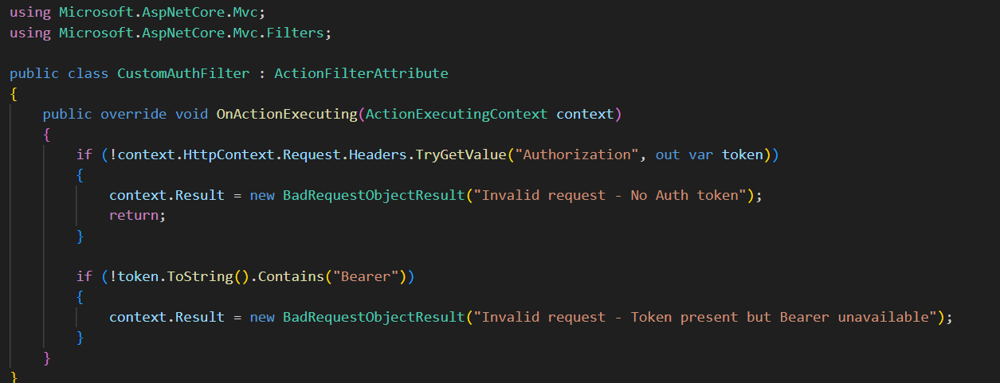 using Microsoft.AspNetCore.Mvc;
using Microsoft.AspNetCore.Mvc.Filters;

public class CustomAuthFilter : ActionFilterAttribute
{
    public override void OnActionExecuting(ActionExecutingContext context)
    {
        if (!context.HttpContext.Request.Headers.TryGetValue("Authorization", out var token))
        {
            context.Result = new BadRequestObjectResult("Invalid request - No Auth token");
            return;
        }

        if (!token.ToString().Contains("Bearer"))
        {
            context.Result = new BadRequestObjectResult("Invalid request - Token present but Bearer unavailable");
        }
    }
}